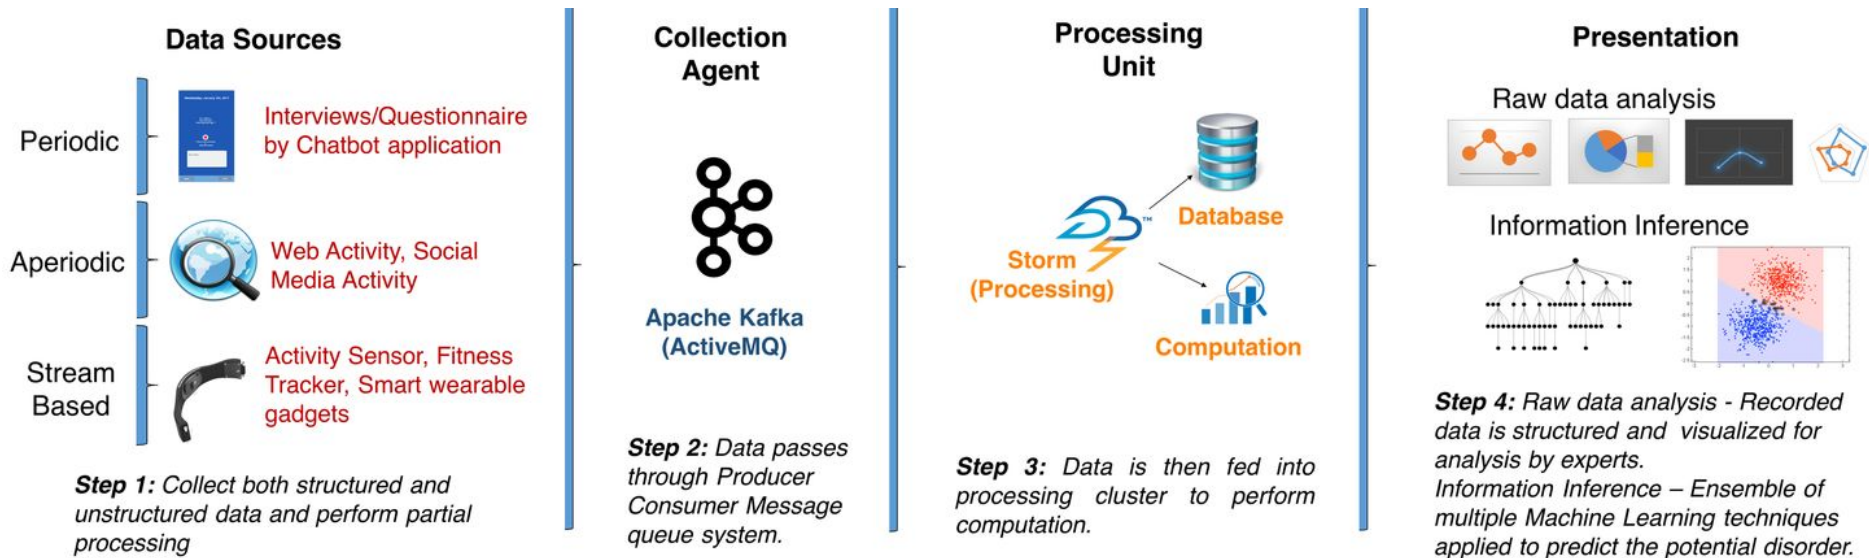 Data Sources
Periodic
Interviews/Questionnaire
by Chatbot application
Aperiodic
Web Activity, Social
Media Activity
Stream
Based
Activity Sensor, Fitness
Tracker, Smart wearable
gadgets
Step 1: Collect both structured and
unstructured data and perform partial
processing
Collection
Agent
Apache Kafka
(ActiveMQ)
Step 2: Data passes
through Producer
Consumer Message
queue system.
Processing
Unit
Database
TM
Storm
(Processing)
Computation
Step 3: Data is then fed into
processing cluster to perform
computation.
Presentation
Raw data analysis
Information Inference
Step 4: Raw data analysis - Recorded
data is structured and visualized for
analysis by experts.
Information Inference – Ensemble of
multiple Machine Learning techniques
applied to predict the potential disorder.